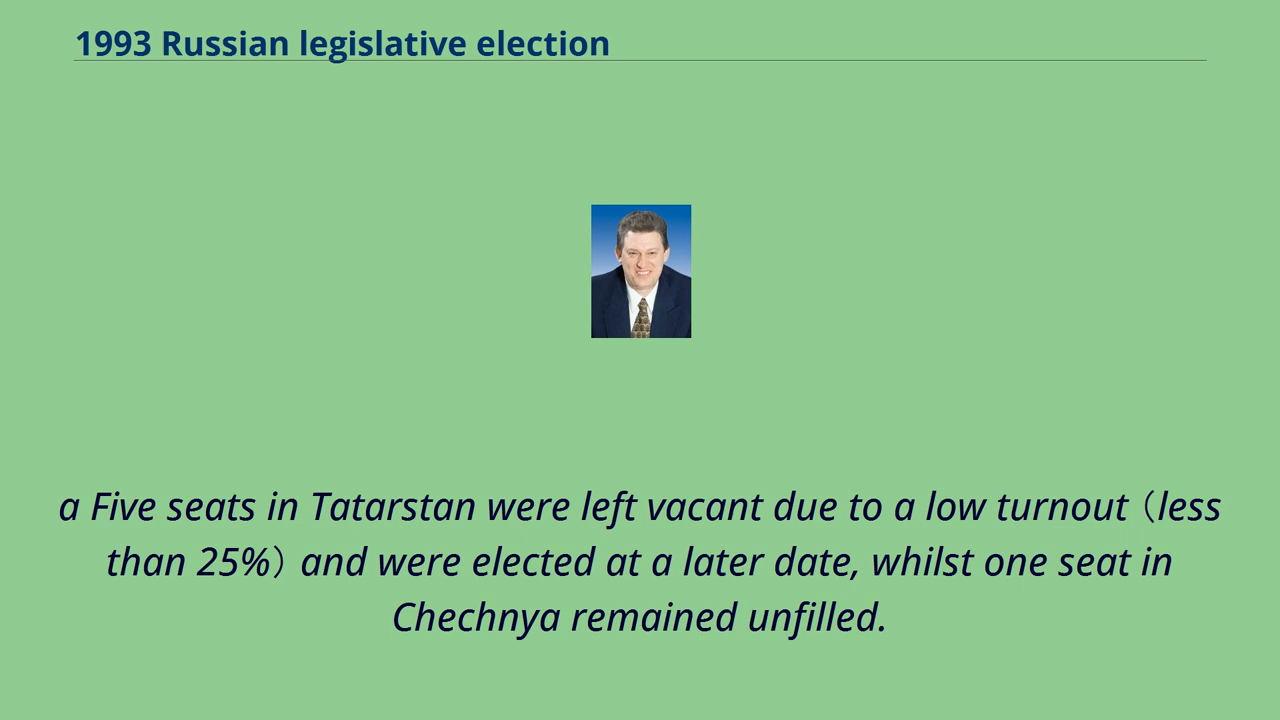 1993 Russian legislative election
a Five seats in Tatarstan were left vacant due to a low turnout（less
than 25%）and were elected at a later date, whilst one seat in
Chechnya remained unfilled.